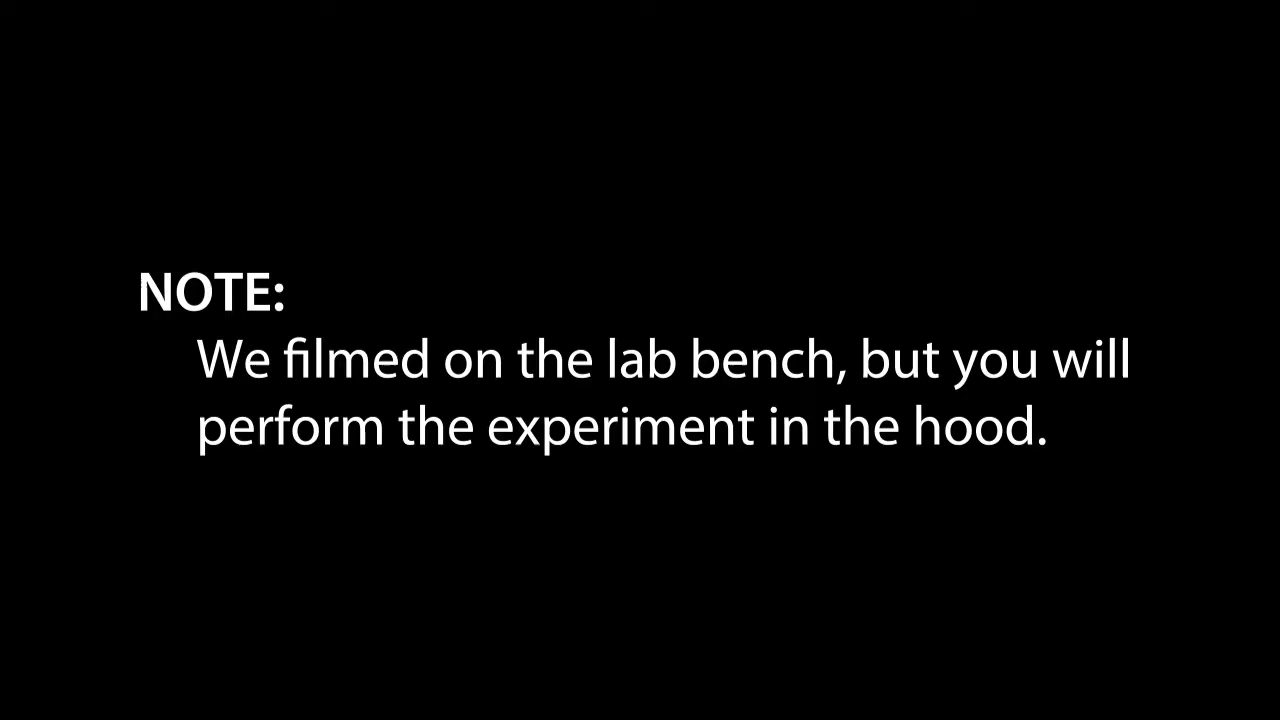 NOTE:
We filmed on the lab bench, but you will
perform the experiment in the hood.